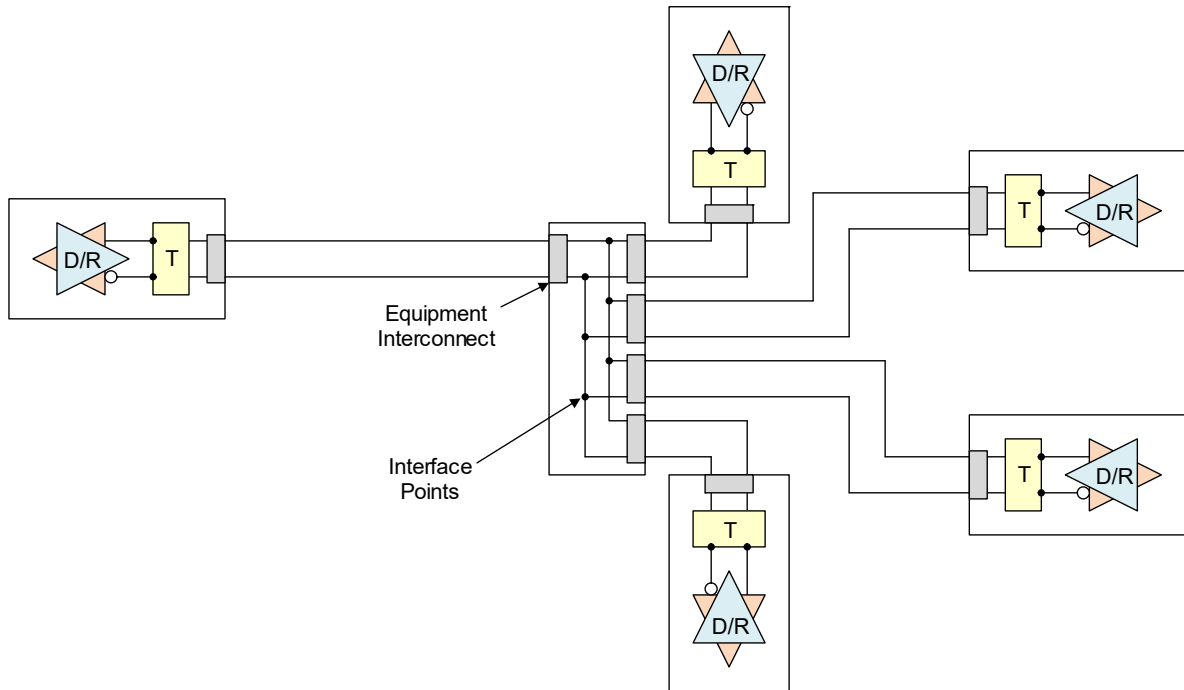 D/R
T
D/R
T
D/R
T
Equipment
Interconnect
Interface
Points
T
D/R
T
D/R